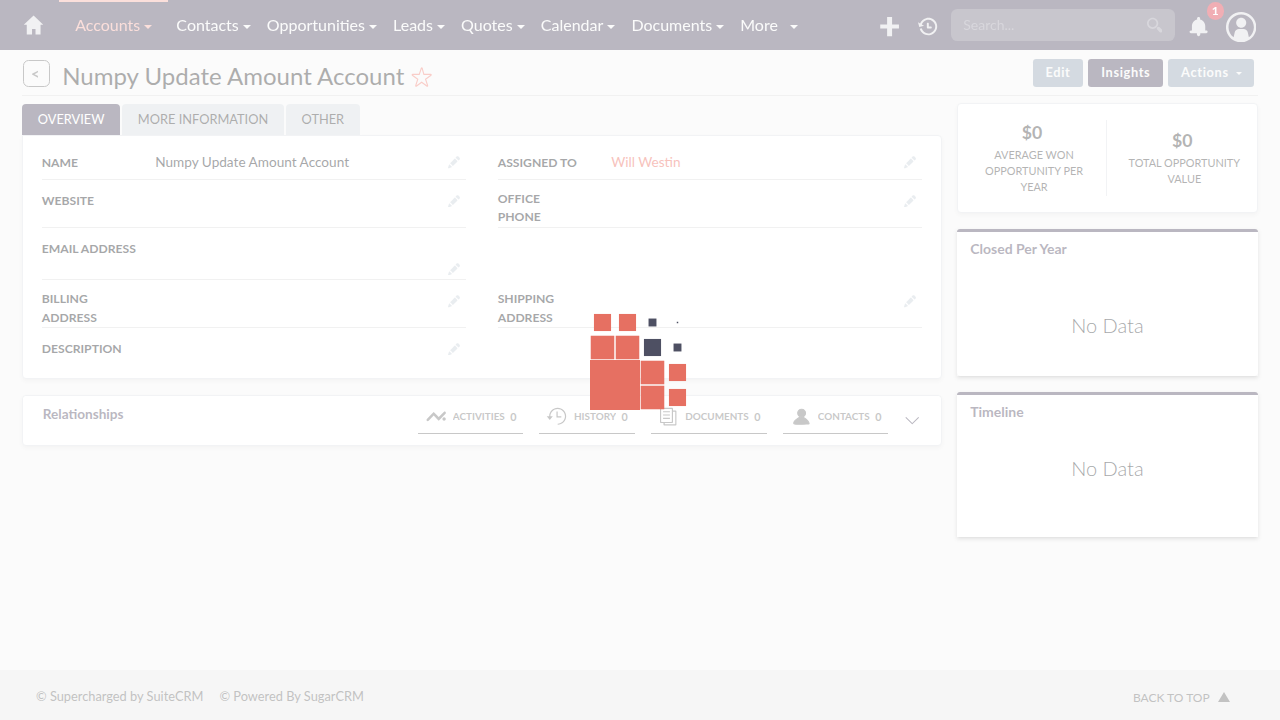 Accounts Contacts Opportunities Leads Quotes Calendar Documents More Search... 1
< Numpy Update Amount Account Edit Insights Actions
OVERVIEW MORE INFORMATION OTHER
NAME Numpy Update Amount Account ASSIGNED TO Will Westin
WEBSITE OFFICE
PHONE
EMAIL ADDRESS
BILLING SHIPPING
ADDRESS ADDRESS
DESCRIPTION
Relationships ACTIVITIES 0 HISTORY 0 DOCUMENTS 0 CONTACTS 0
$0
AVERAGE WON
OPPORTUNITY PER
YEAR
$0
TOTAL OPPORTUNITY
VALUE
Closed Per Year
No Data
Timeline
No Data
© Supercharged by SuiteCRM © Powered By SugarCRM BACK TO TOP